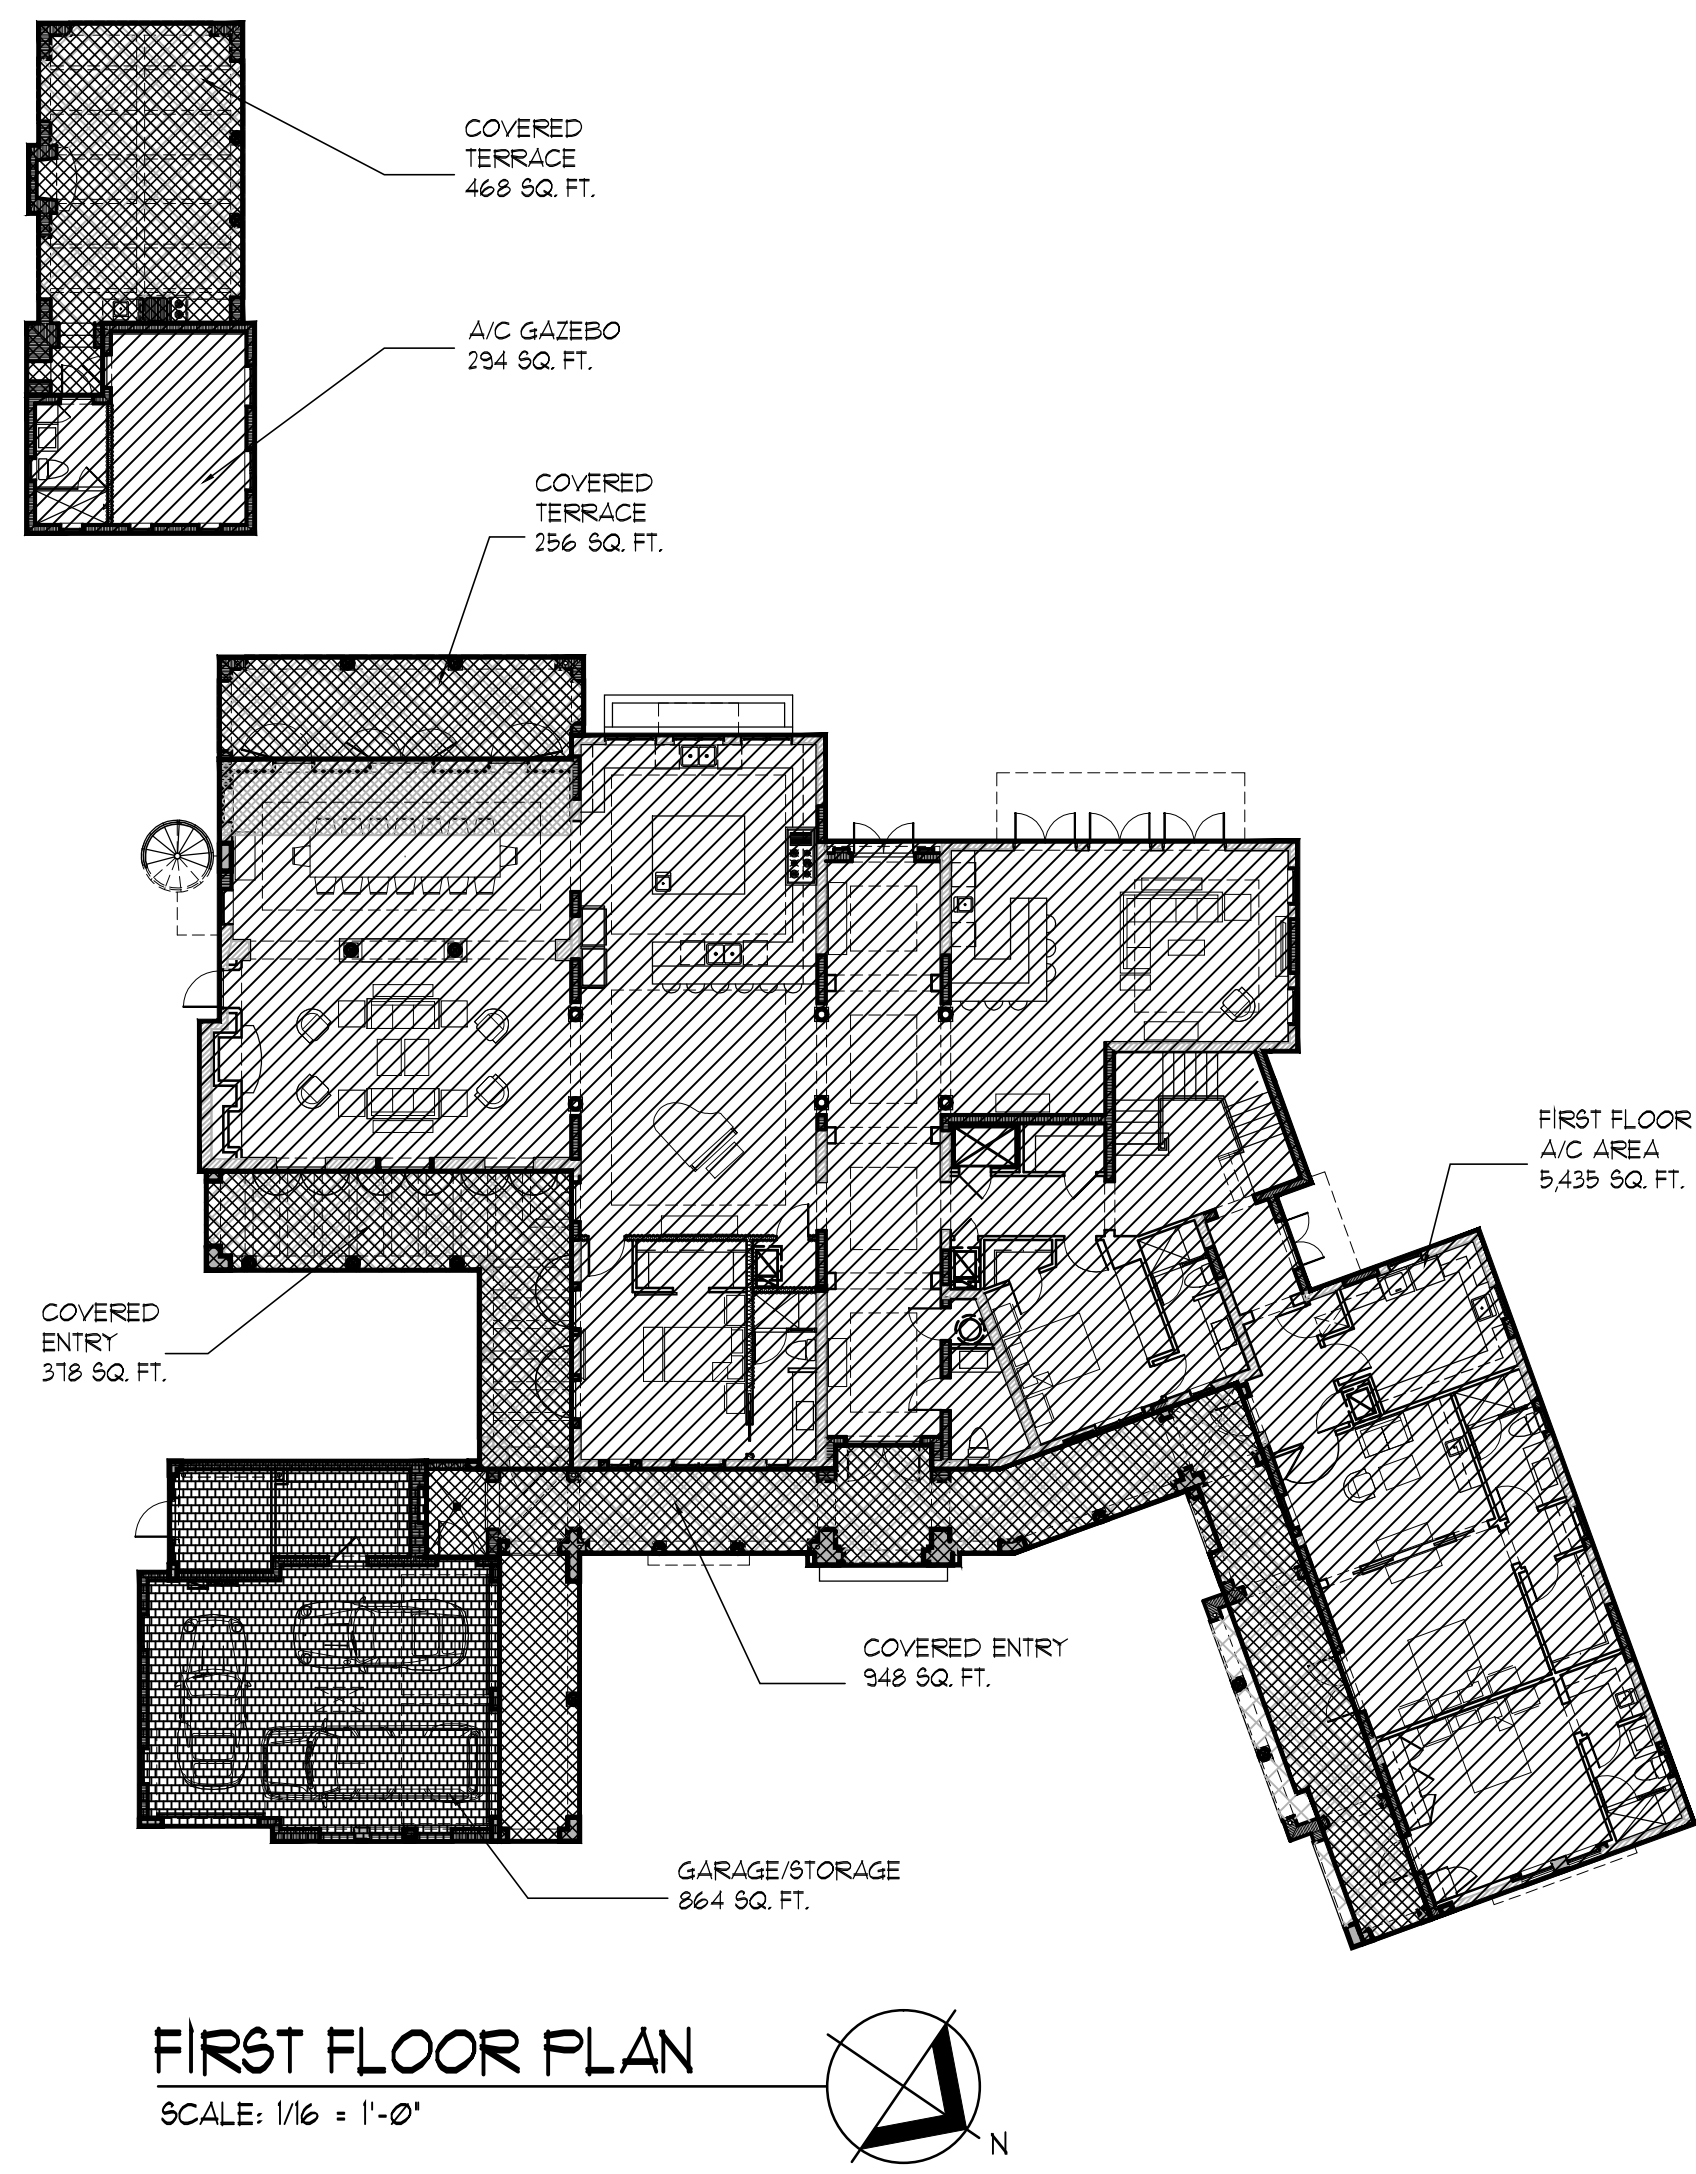 COVERED
TERRACE
468 SQ. FT.
A/C GAZEBO
294 SQ. FT.
COVERED
TERRACE
256 SQ. FT.
FIRST FLOOR
A/C AREA
5,435 SQ. FT.
COVERED
ENTRY
378 SQ. FT.
COVERED ENTRY
948 SQ. FT.
GARAGE/STORAGE
864 SQ. FT.
FIRST FLOOR PLAN
SCALE: 1/16 = 1'-0"
N